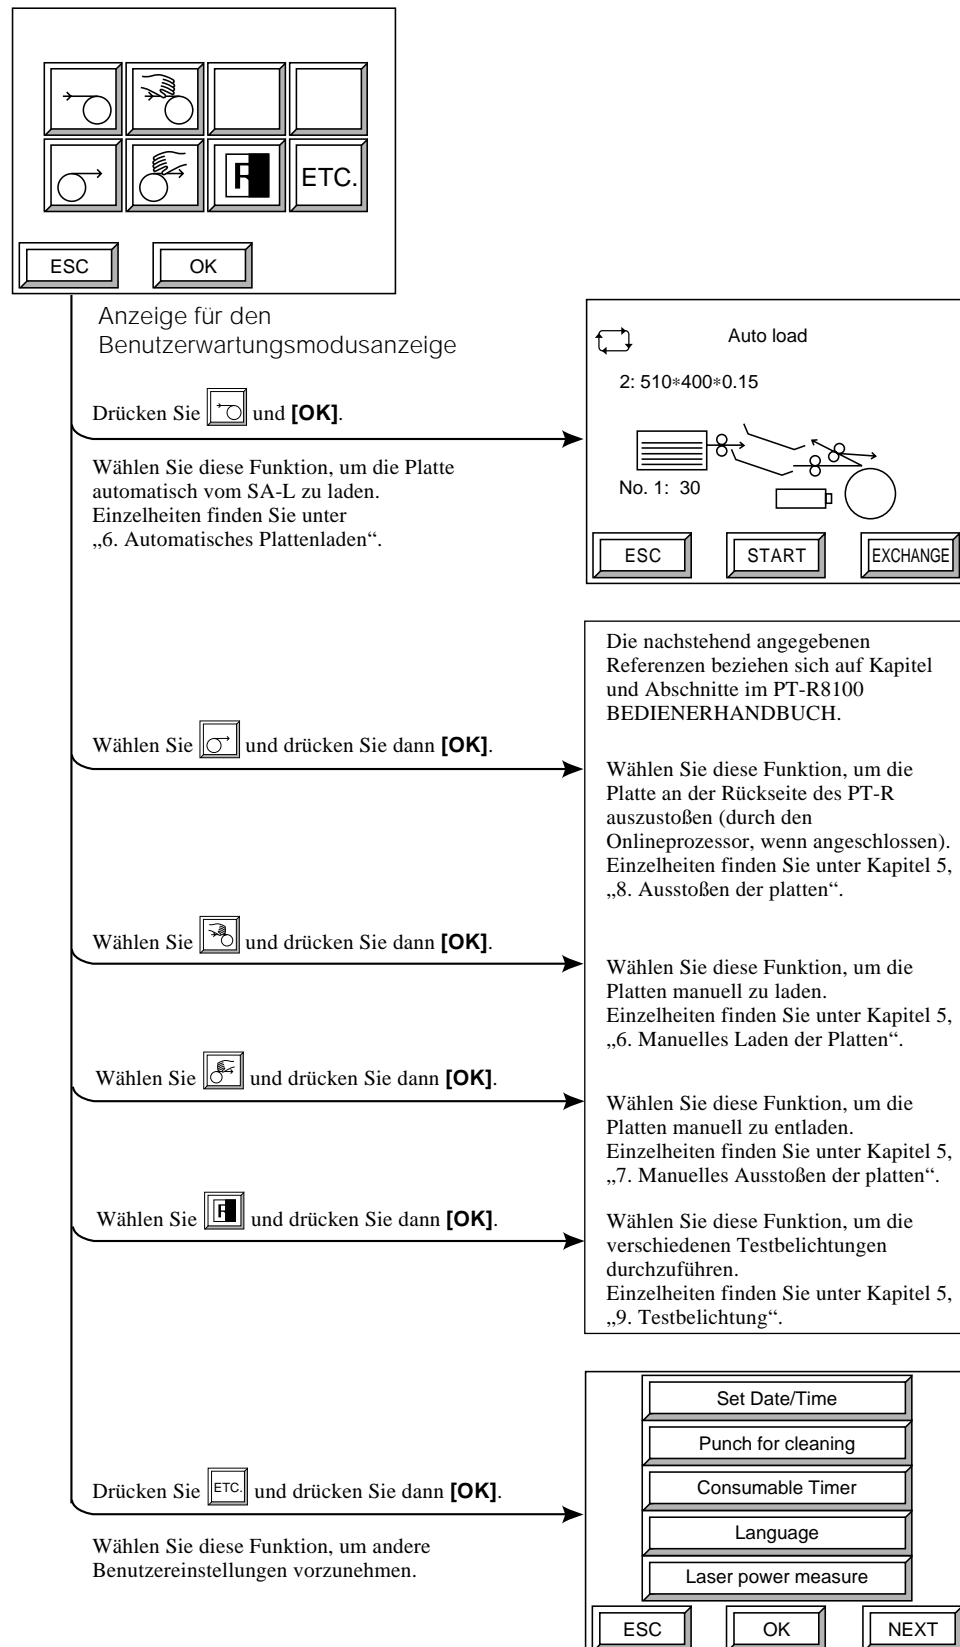 F
ETC.
ESC
OK
Anzeige für den
Benutzerwartungsmodusanzeige
Drücken Sie und [OK].
Wählen Sie diese Funktion, um die Platte
automatisch vom SA-L zu laden.
Einzelheiten finden Sie unter
„6. Automatisches Plattenladen“.
Auto load
2: 510*400*0.15
No. 1: 30
ESC
START
EXCHANGE
Die nachstehend angegebenen
Referenzen beziehen sich auf Kapitel
und Abschnitte im PT-R8100
BEDIENERHANDBUCH.
Wählen Sie und drücken Sie dann [OK].
Wählen Sie diese Funktion, um die
Platte an der Rückseite des PT-R
auszustoßen (durch den
Onlineprozessor, wenn angeschlossen).
Einzelheiten finden Sie unter Kapitel 5,
„8. Ausstoßen der platten“.
Wählen Sie und drücken Sie dann [OK].
Wählen Sie diese Funktion, um die
Platten manuell zu laden.
Einzelheiten finden Sie unter Kapitel 5,
„6. Manuelles Laden der Platten“.
Wählen Sie und drücken Sie dann [OK].
Wählen Sie diese Funktion, um die
Platten manuell zu entladen.
Einzelheiten finden Sie unter Kapitel 5,
„7. Manuelles Ausstoßen der platten“.
Wählen Sie F und drücken Sie dann [OK].
Wählen Sie diese Funktion, um die
verschiedenen Testbelichtungen
durchzuführen.
Einzelheiten finden Sie unter Kapitel 5,
„9. Testbelichtung“.
Drücken Sie ETC. und drücken Sie dann [OK].
Wählen Sie diese Funktion, um andere
Benutzereinstellungen vorzunehmen.
Set Date/Time
Punch for cleaning
Consumable Timer
Language
Laser power measure
ESC
OK
NEXT